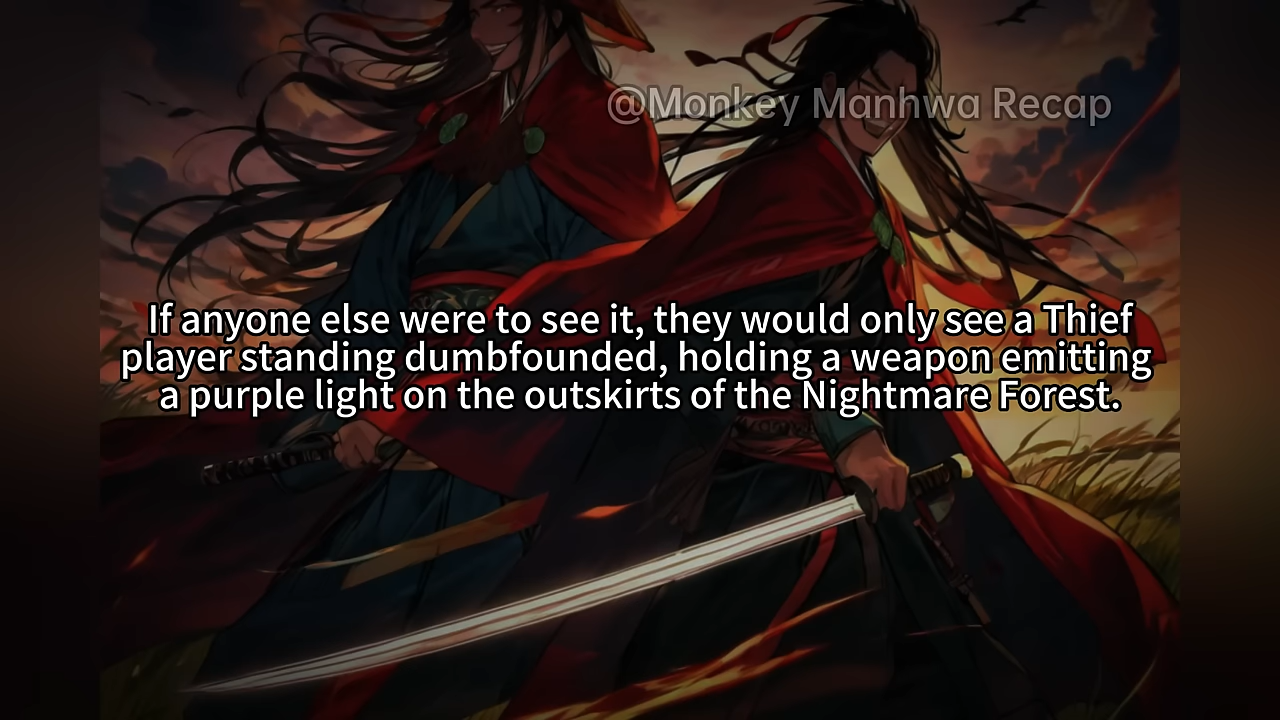 @Monkey Manhwa Recap
If anyone else were to see it, they would only see a Thief
player standing dumbfounded, holding a weapon emitting
a purple light on the outskirts of the Nightmare Forest.